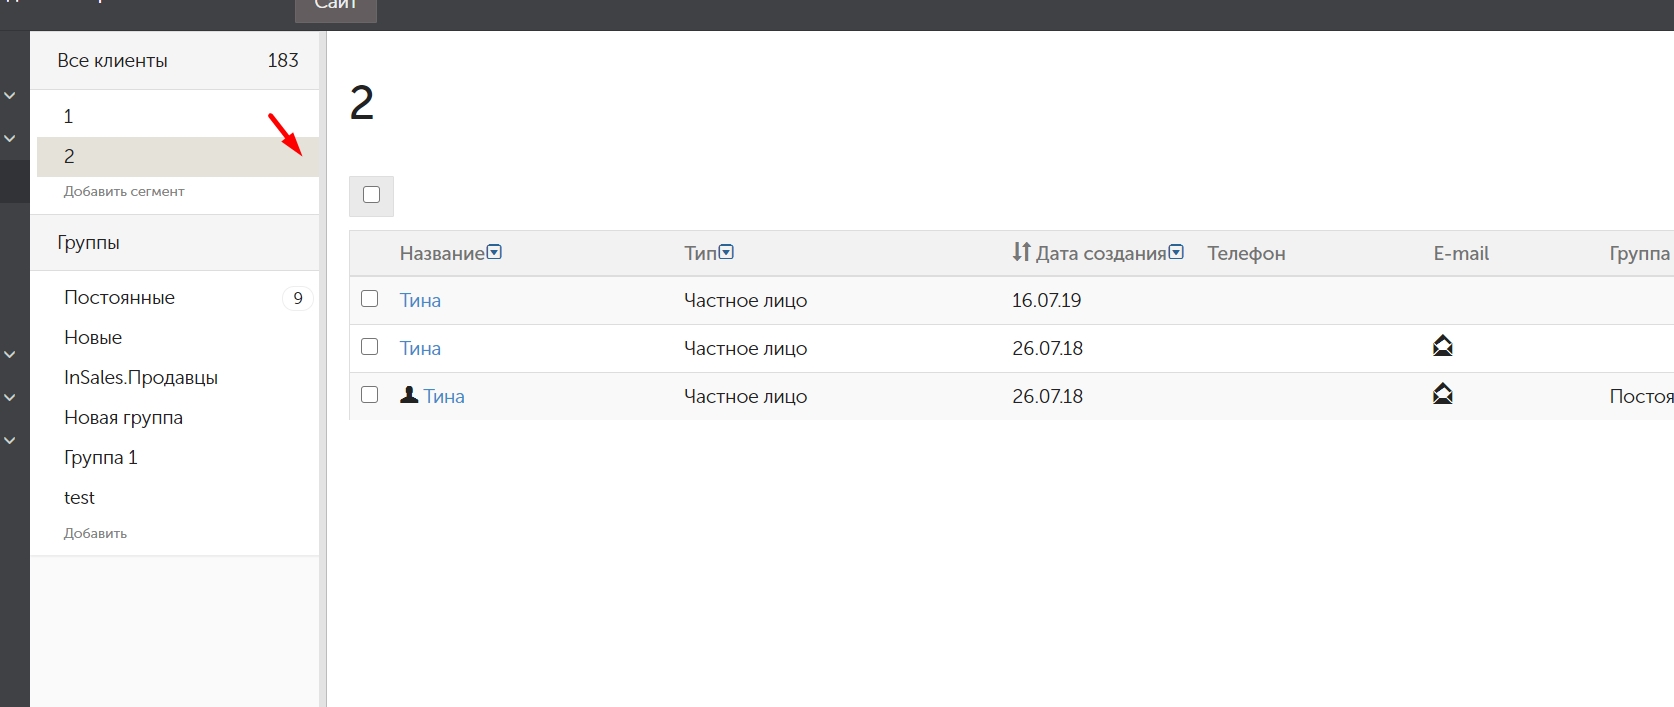 Сайт
Все клиенты 183
1
2
Добавить сегмент
Группы
Постоянные 9
Новые
InSales.Продавцы
Новая группа
Группа 1
test
Добавить
2
Название Тип Дата создания Телефон E-mail Группа
Тина Частное лицо 16.07.19
Тина Частное лицо 26.07.18
Тина Частное лицо 26.07.18 Постоя